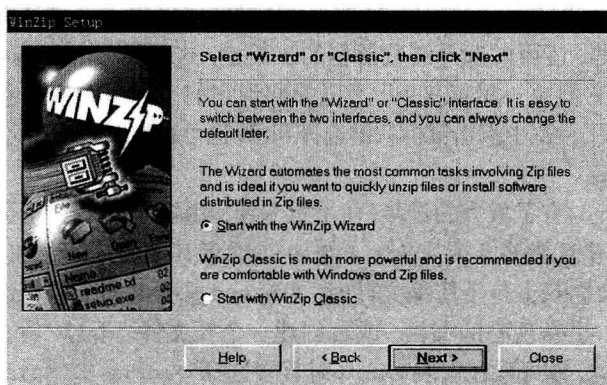 WinZip Setup
WINZIP
New
Open
Name
readme.txt
02
setup.exe
02
Select "Wizard" or "Classic", then click "Next"
You can start with the "Wizard" or "Classic" interface. It is easy to
switch between the two interfaces, and you can always change the
default later.
The Wizard automates the most common tasks involving Zip files
and is ideal if you want to quickly unzip files or install software
distributed in Zip files.
Start with the WinZip Wizard
WinZip Classic is much more powerful and is recommended if you
are comfortable with Windows and Zip files.
Start with WinZip Classic
Help
< Back
Next >
Close